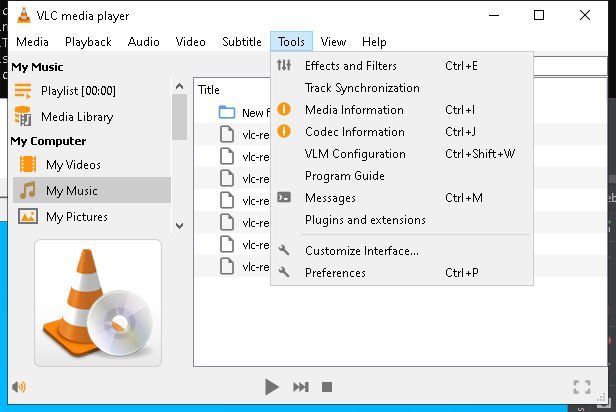 VLC media player
Media Playback Audio Video Subtitle Tools View Help
My Music
Playlist [00:00]
Media Library
My Computer
My Videos
My Music
My Pictures
Title
New f
vlc-re
vlc-re
vlc-re
vlc-re
vlc-re
vlc-re
vlc-re
Effects and Filters Ctrl+E
Track Synchronization
Media Information Ctrl+I
Codec Information Ctrl+J
VLM Configuration Ctrl+Shift+W
Program Guide
Messages Ctrl+M
Plugins and extensions
Customize Interface...
Preferences Ctrl+P